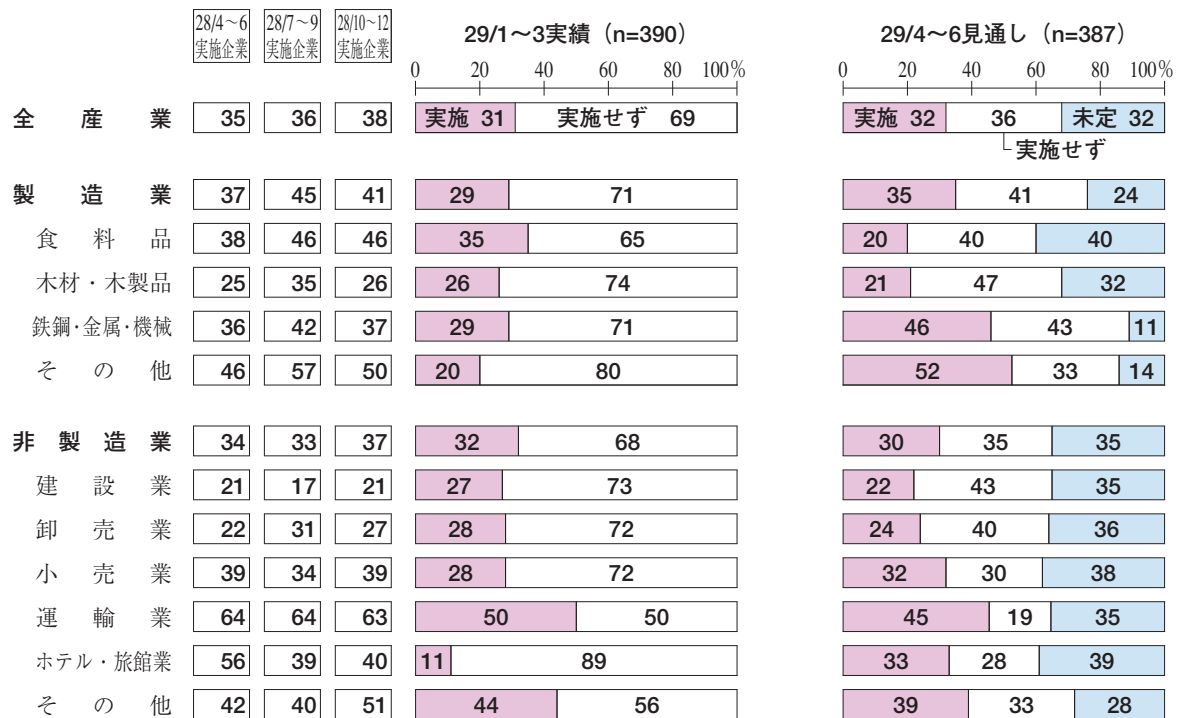 28/4～6 28/7～9 28/10～12
実施企業 実施企業 実施企業
29/1～3実績（n=390） 29/4～6見通し（n=387）
0 20 40 60 80 100% 0 20 40 60 80 100%
全産業 35 36 38 実施 31 実施せず 69 実施 32 36 未定 32
実施せず
製造業 37 45 41 29 71 35 41 24
食料品 38 46 46 35 65 20 40 40
木材・木製品 25 35 26 26 74 21 47 32
鉄鋼・金属・機械 36 42 37 29 71 46 43 11
その他 46 57 50 20 80 52 33 14
非製造業 34 33 37 32 68 30 35 35
建設業 21 17 21 27 73 22 43 35
卸売業 22 31 27 28 72 24 40 36
小売業 39 34 39 28 72 32 30 38
運輸業 64 64 63 50 50 45 19 35
ホテル・旅館業 56 39 40 11 89 33 28 39
その他 42 40 51 44 56 39 33 28